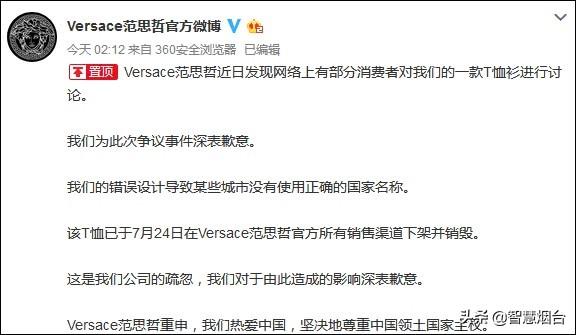 Versace范思哲官方微博
今天 02:12 来自 360安全浏览器 已编辑
置顶 Versace范思哲近日发现网络上有部分消费者对我们的一款T恤衫进行讨
论。
我们为此次争议事件深表歉意。
我们的错误设计导致某些城市没有使用正确的国家名称。
该T恤已于7月24日在Versace范思哲官方所有销售渠道下架并销毁。
这是我们公司的疏忽，我们对于由此造成的影响深表歉意。
Versace范思哲重申，我们热爱中国，坚决地尊重中国领土国家主权。
头条 @智慧烟台